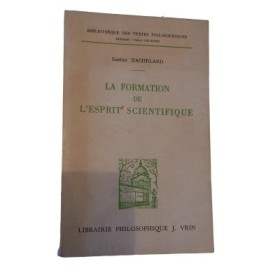 BIBLIOTHÈQUE DES TEXTES PHILOSOPHIQUES
Gaston BACHELARD
LA FORMATION
DE
L'ESPRIT SCIENTIFIQUE
LIBRAIRIE PHILOSOPHIQUE J. VRIN